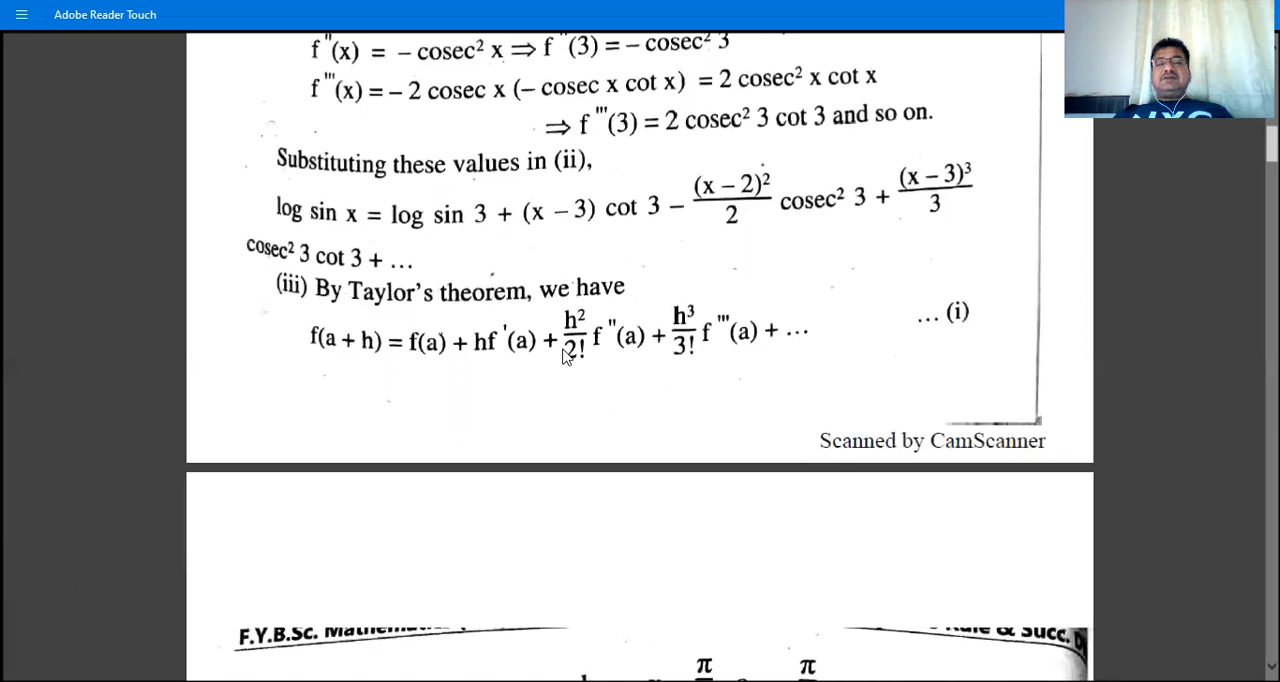 Adobe Reader Touch
f''(x) = – cosec² x ⇒ f''(3) = – cosec² 3
f'''(x) = – 2 cosec x (– cosec x cot x) = 2 cosec² x cot x
⇒ f'''(3) = 2 cosec² 3 cot 3 and so on.
Substituting these values in (ii),
log sin x = log sin 3 + (x – 3) cot 3 – (x – 2)²/2 cosec² 3 + (x – 3)³/3
cosec² 3 cot 3 + ...
(iii) By Taylor's theorem, we have
f(a + h) = f(a) + hf'(a) + h²/2! f''(a) + h³/3! f'''(a) + ... ... (i)
Scanned by CamScanner
F.Y.B.Sc. & Succ.
π π